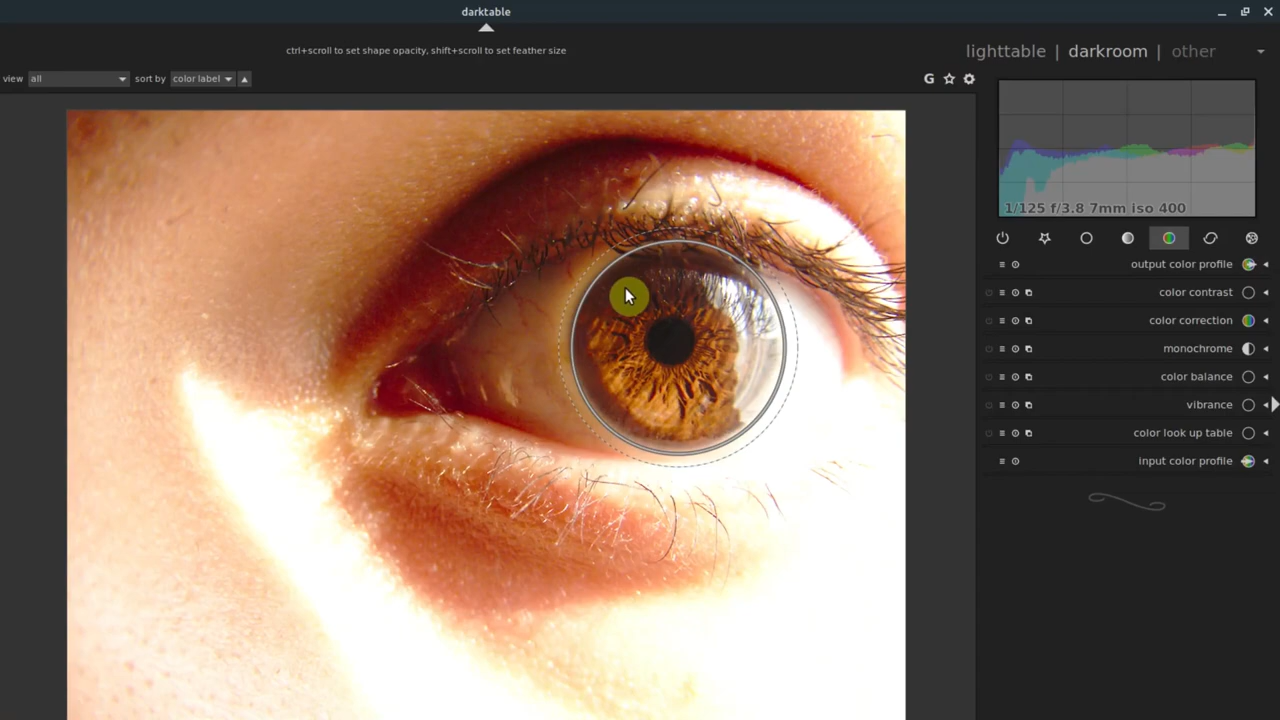 darktable
ctrl+scroll to set shape opacity, shift+scroll to set feather size
lighttable | darkroom | other
view all sort by color label
G
1/125 f/3.8 7mm iso 400
output color profile
color contrast
color correction
monochrome
color balance
vibrance
color look up table
input color profile